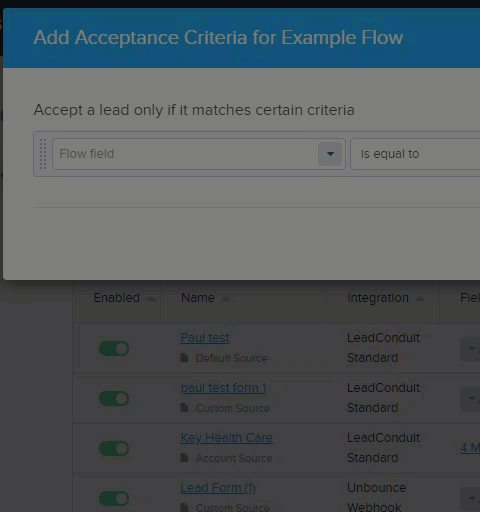 Add Acceptance Criteria for Example Flow
Accept a lead only if it matches certain criteria
Flow field
is equal to
Enabled Name Integration
Paul test LeadConduit
Default Source Standard
paul test form 1 LeadConduit
Custom Source Standard
Key Health Care LeadConduit 4 M
Account Source Standard
Lead Form (1) Unbounce
Custom Source Webhook